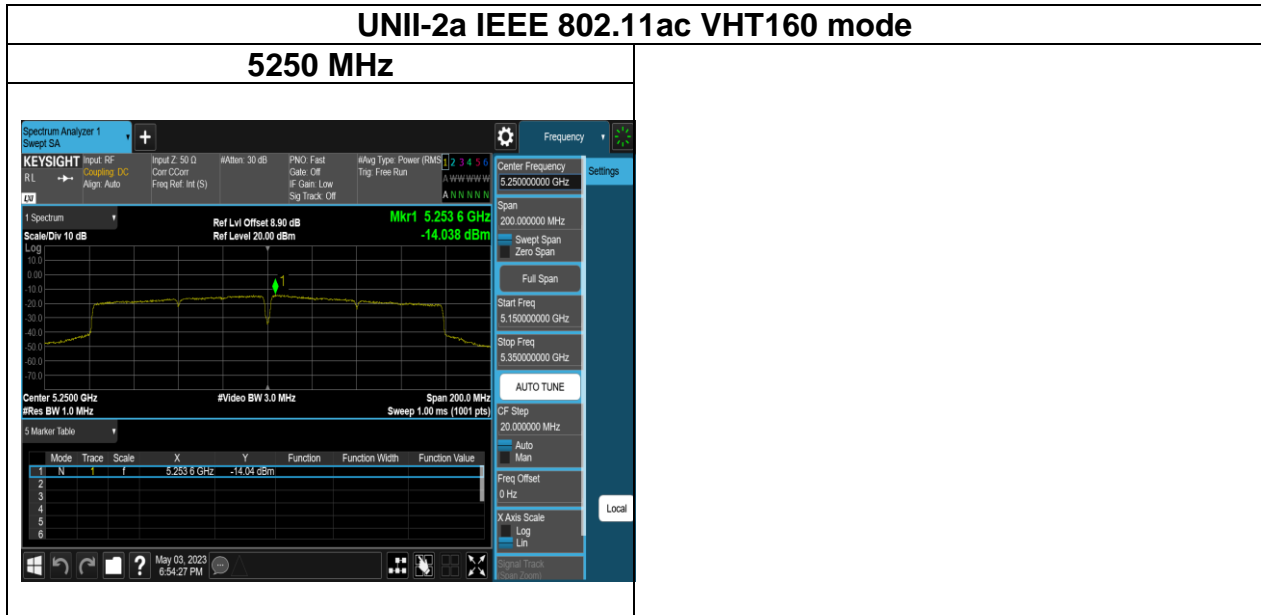 UNII-2a IEEE 802.11ac VHT160 mode
5250 MHz
Spectrum Analyzer 1
Swept SA
+
Frequency
KEYSIGHT
RL
LXI
Input: RF
Coupling: DC
Align: Auto
Input Z: 50 Ω
Corr CCorr
Freq Ref: Int (S)
#Atten: 30 dB
PNO: Fast
Gate: Off
IF Gain: Low
Sig Track: Off
#Avg Type: Power (RMS
Trig: Free Run
1 2 3 4 5 6
A W W W W W
A N N N N N
1 Spectrum
Scale/Div 10 dB
Ref Lvl Offset 8.90 dB
Ref Level 20.00 dBm
Mkr1 5.253 6 GHz
-14.038 dBm
Log
10.0
0.00
-10.0
-20.0
-30.0
-40.0
-50.0
-60.0
-70.0
1
Center 5.2500 GHz
#Res BW 1.0 MHz
#Video BW 3.0 MHz
Span 200.0 MHz
Sweep 1.00 ms (1001 pts)
5 Marker Table
Mode Trace Scale X Y Function Function Width Function Value
1 N 1 f 5.253 6 GHz -14.04 dBm
2
3
4
5
6
May 03, 2023
6:54:27 PM
?
Center Frequency
5.250000000 GHz
Settings
Span
200.000000 MHz
Swept Span
Zero Span
Full Span
Start Freq
5.150000000 GHz
Stop Freq
5.350000000 GHz
AUTO TUNE
CF Step
20.000000 MHz
Auto
Man
Freq Offset
0 Hz
X Axis Scale
Log
Lin
Signal Track
(Span Zoom)
Local